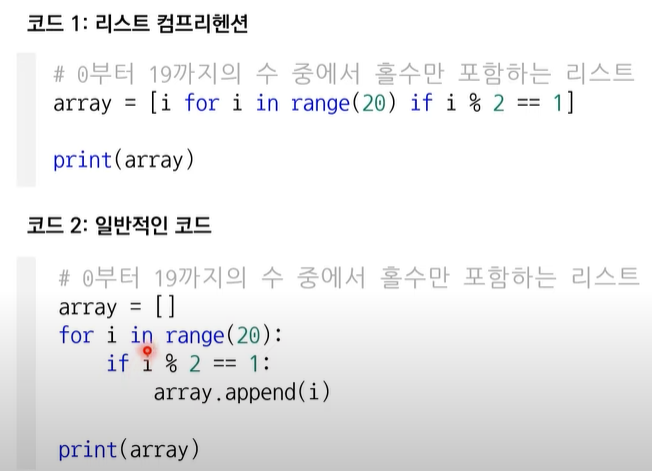 코드 1: 리스트 컴프리헨션
# 0부터 19까지의 수 중에서 홀수만 포함하는 리스트
array = [i for i in range(20) if i % 2 == 1]
print(array)
코드 2: 일반적인 코드
# 0부터 19까지의 수 중에서 홀수만 포함하는 리스트
array = []
for i in range(20):
    if i % 2 == 1:
        array.append(i)
print(array)